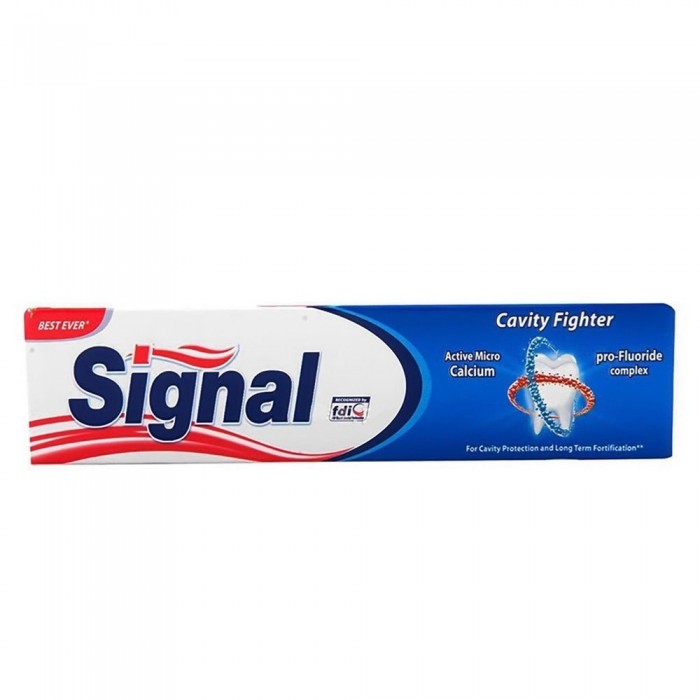 BEST EVER*
Signal
RECOGNIZED by
fdi
Cavity Fighter
Active Micro
Calcium
pro-Fluoride
complex
For Cavity Protection and Long Term Fortification**